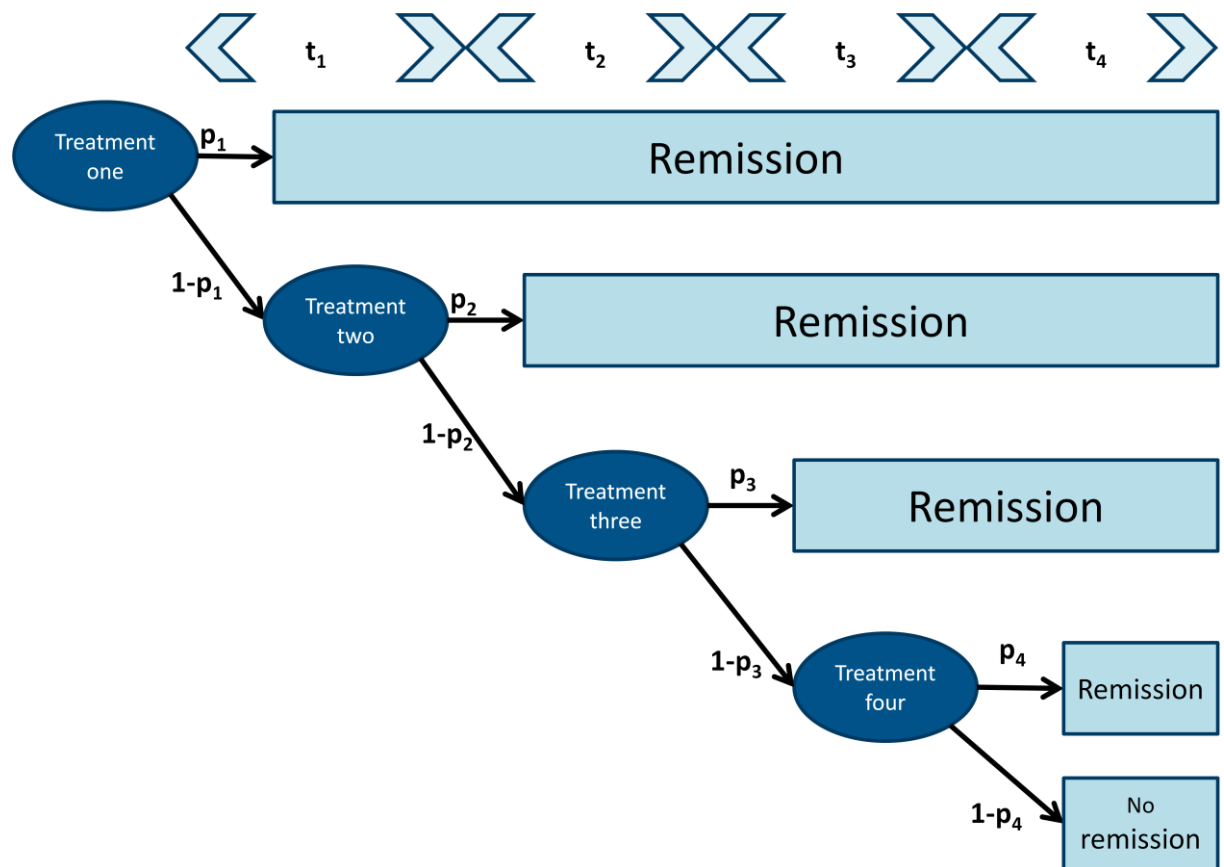 t₁ t₂ t₃ t₄
Treatment
one
p₁
Remission
1-p₁
Treatment
two
p₂
Remission
1-p₂
Treatment
three
p₃
Remission
1-p₃
Treatment
four
p₄
Remission
1-p₄
No
remission